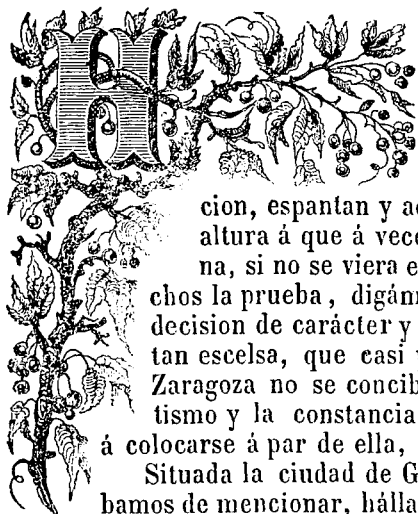 H
cion, espantan y a
altura á que á vece
na, si no se viera e
chos la prueba, digán
decision de carácter y
tan escelsa, que casi
Zaragoza no se concib
tismo y la constancia
á colocarse á par de ella,
Situada la ciudad de G
bamos de mencionar, hálla